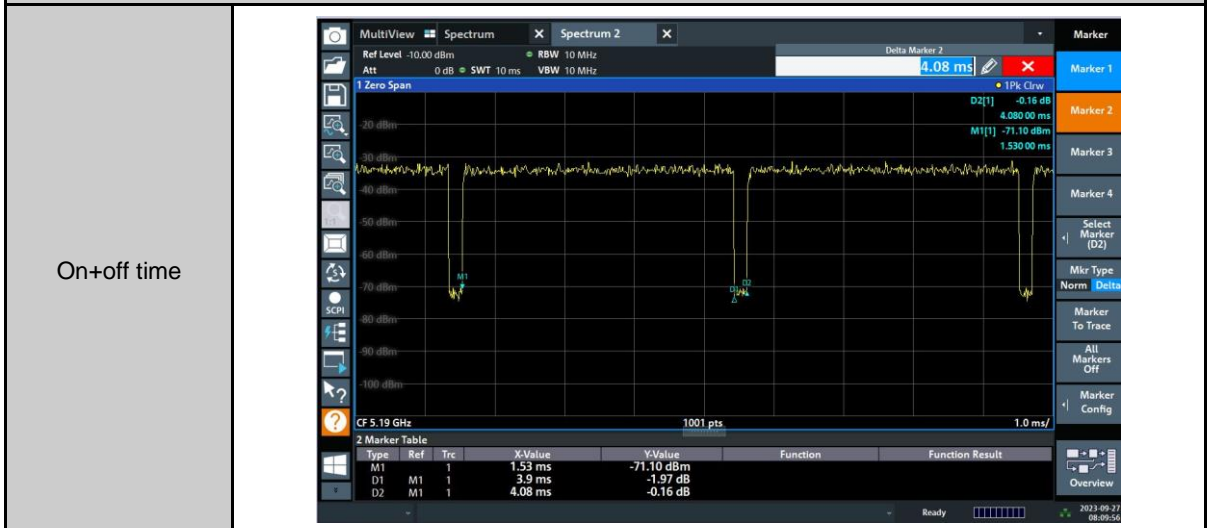 On+off time
MultiView Spectrum X Spectrum 2 X
Ref Level -10.00 dBm RBW 10 MHz
Att 0 dB SWT 10 ms VBW 10 MHz
Delta Marker 2
4.08 ms
1 Zero Span 1Pk Clrw
D2[1] -0.16 dB
4.080 00 ms
M1[1] -71.10 dBm
1.530 00 ms
-20 dBm
-30 dBm
-40 dBm
-50 dBm
-60 dBm
-70 dBm
-80 dBm
-90 dBm
-100 dBm
M1
D1 D2
CF 5.19 GHz 1001 pts 1.0 ms/
2 Marker Table
Type Ref Trc X-Value Y-Value Function Function Result
M1 1 1.53 ms -71.10 dBm
D1 M1 1 3.9 ms -1.97 dB
D2 M1 1 4.08 ms -0.16 dB
Ready
2023-09-27
08:09:56
SCPI
1:1
Marker
Marker 1
Marker 2
Marker 3
Marker 4
Select
Marker
(D2)
Mkr Type
Norm Delta
Marker
To Trace
All
Markers
Off
Marker
Config
Overview